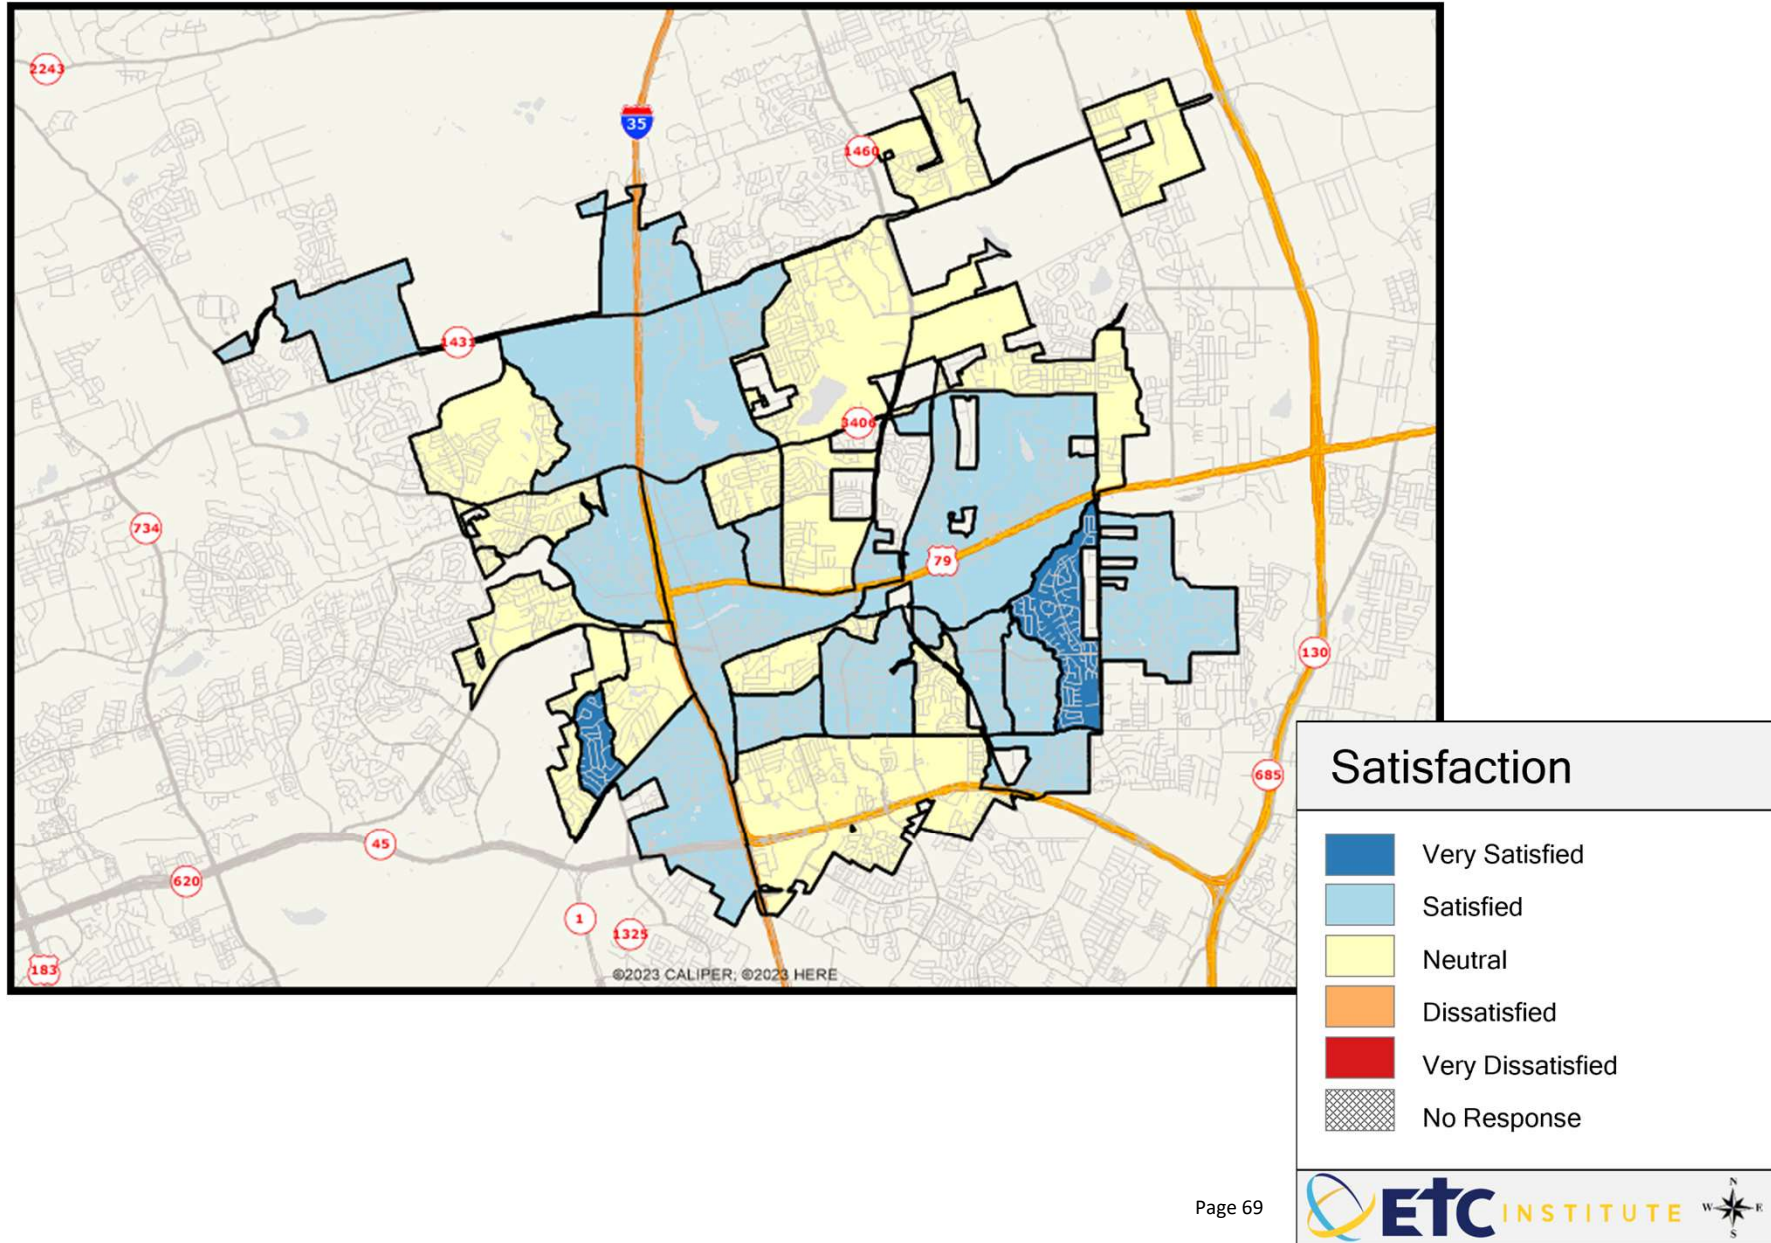 2243
35
1460
1431
3406
734
79
130
685
45
620
1
1325
183
©2023 CALIPER; ©2023 HERE
Satisfaction
Very Satisfied
Satisfied
Neutral
Dissatisfied
Very Dissatisfied
No Response
Page 69
ETC INSTITUTE
N
W E
S